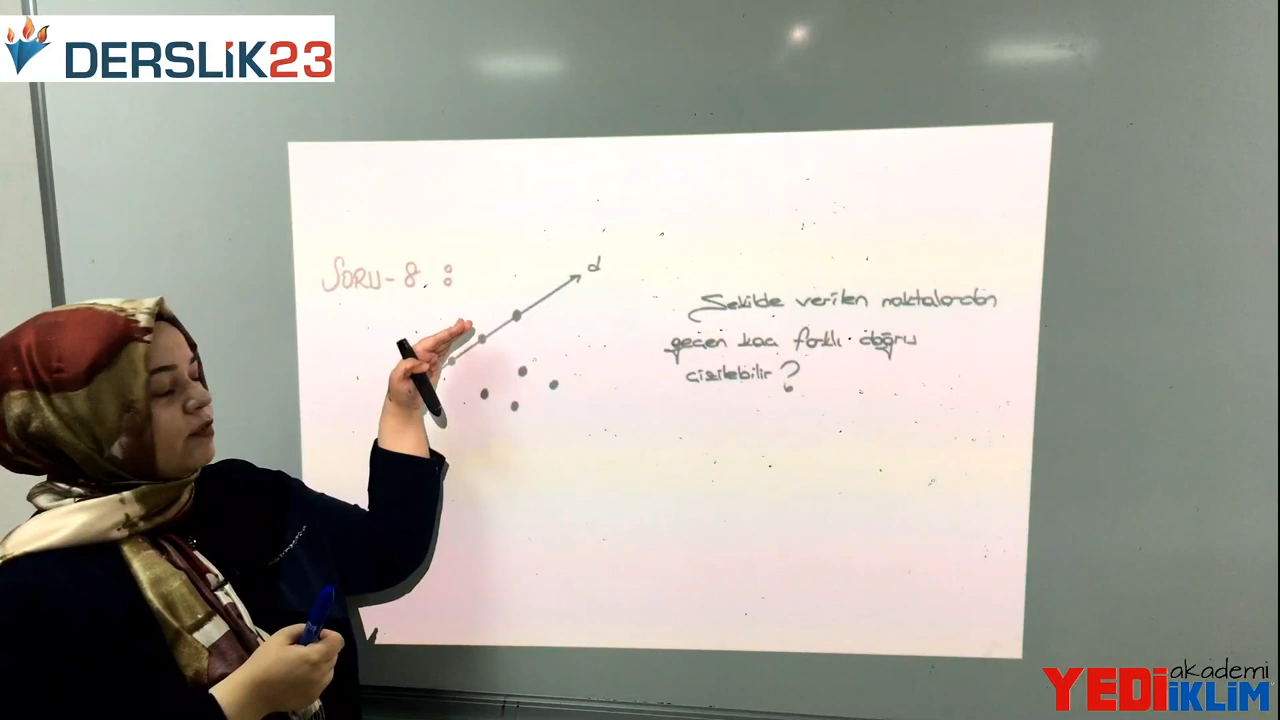 DERSLİK23
SORU-8 :
d
Şekilde verilen noktalardan
geçen kaç farklı doğru
çizilebilir?
YEDİ akademi
İKLİM